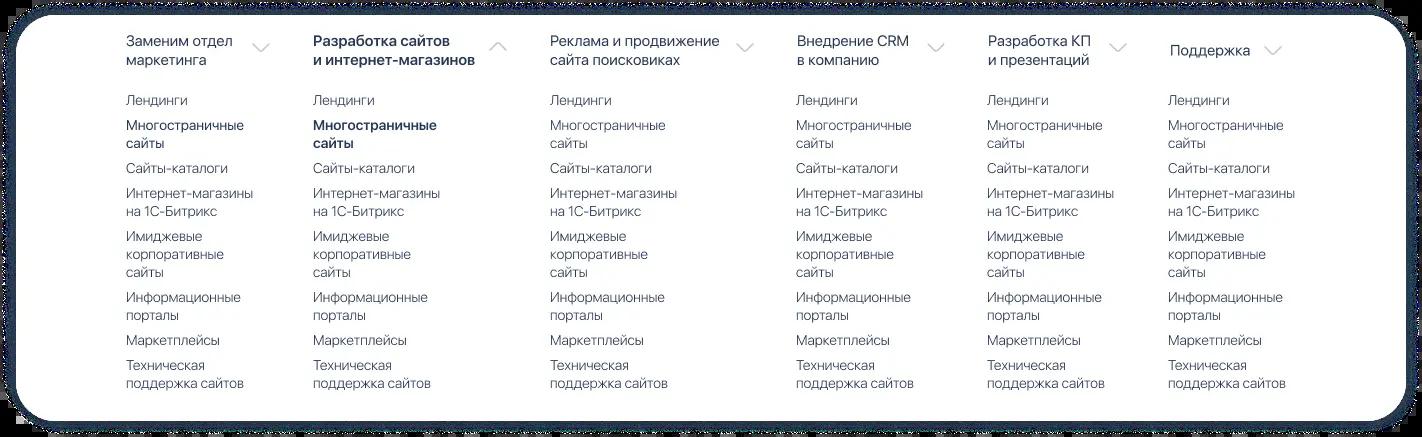 Заменим отдел
маркетинга
Лендинги
Многостраничные
сайты
Сайты-каталоги
Интернет-магазины
на 1С-Битрикс
Имиджевые
корпоративные
сайты
Информационные
порталы
Маркетплейсы
Техническая
поддержка сайтов
Разработка сайтов
и интернет-магазинов
Лендинги
Многостраничные
сайты
Сайты-каталоги
Интернет-магазины
на 1С-Битрикс
Имиджевые
корпоративные
сайты
Информационные
порталы
Маркетплейсы
Техническая
поддержка сайтов
Реклама и продвижение
сайта поисковиках
Лендинги
Многостраничные
сайты
Сайты-каталоги
Интернет-магазины
на 1С-Битрикс
Имиджевые
корпоративные
сайты
Информационные
порталы
Маркетплейсы
Техническая
поддержка сайтов
Внедрение CRM
в компанию
Лендинги
Многостраничные
сайты
Сайты-каталоги
Интернет-магазины
на 1С-Битрикс
Имиджевые
корпоративные
сайты
Информационные
порталы
Маркетплейсы
Техническая
поддержка сайтов
Разработка КП
и презентаций
Лендинги
Многостраничные
сайты
Сайты-каталоги
Интернет-магазины
на 1С-Битрикс
Имиджевые
корпоративные
сайты
Информационные
порталы
Маркетплейсы
Техническая
поддержка сайтов
Поддержка
Лендинги
Многостраничные
сайты
Сайты-каталоги
Интернет-магазины
на 1С-Битрикс
Имиджевые
корпоративные
сайты
Информационные
порталы
Маркетплейсы
Техническая
поддержка сайтов